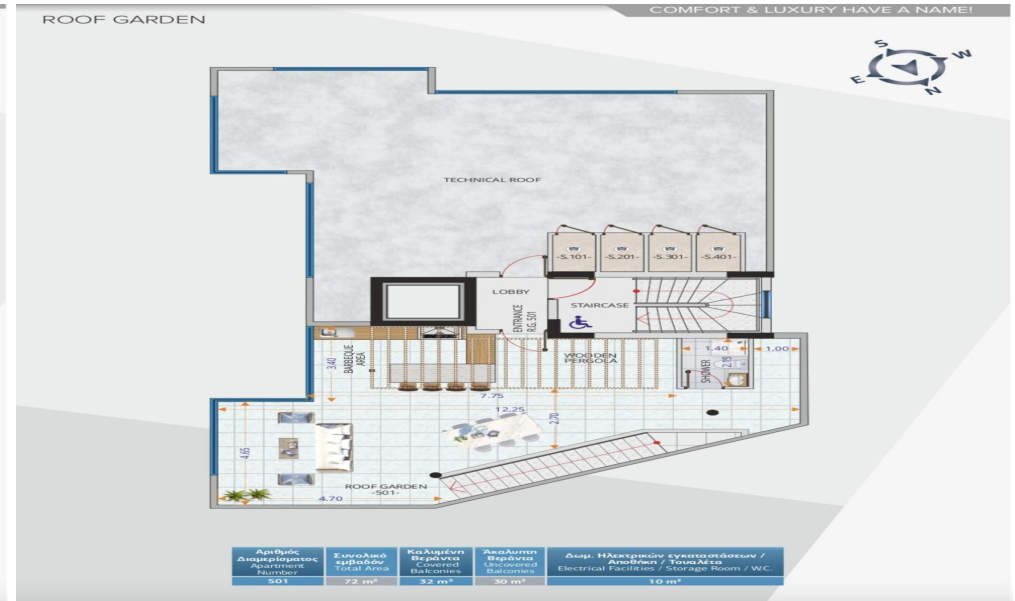 COMFORT & LUXURY HAVE A NAME!
ROOF GARDEN
S
W
E
N
TECHNICAL ROOF
-S.101-
-S.201-
-S.301-
-S.401-
LOBBY
STAIRCASE
ENTRANCE
R.G. 501
BARBEQUE
AREA
3.40
WOODEN
PERGOLA
1.40
1.00
SHOWER
2.15
7.75
12.25
2.70
4.65
ROOF GARDEN
-501-
4.70
Αριθμός
Διαμερίσματος
Apartment
Number
Συνολικό
εμβαδόν
Total Area
Καλυμένη
Βεράντα
Covered
Balconies
Άκαλυπτη
Βεράντα
Uncovered
Balconies
Δωμ. Ηλεκτρικών εγκαταστάσεων /
Αποθήκη / Τουαλέτα
Electrical Facilities / Storage Room / W.C.
501
72 m²
32 m²
30 m²
10 m²